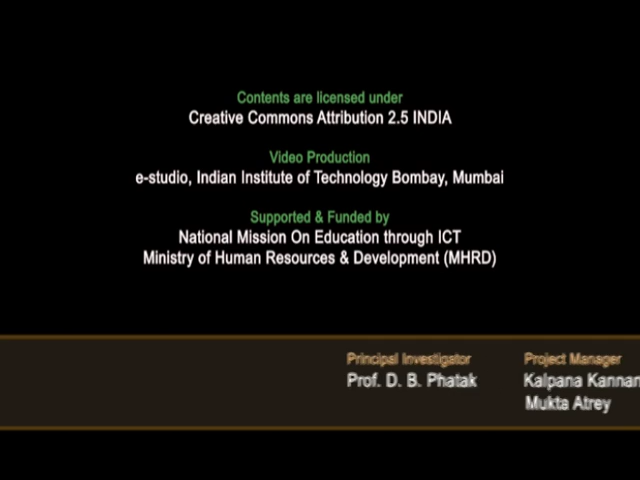 Contents are licensed under
Creative Commons Attribution 2.5 INDIA
Video Production
e-studio, Indian Institute of Technology Bombay, Mumbai
Supported & Funded by
National Mission On Education through ICT
Ministry of Human Resources & Development (MHRD)
Principal Investigator
Prof. D. B. Phatak
Project Manager
Kalpana Kannan
Mukta Atrey